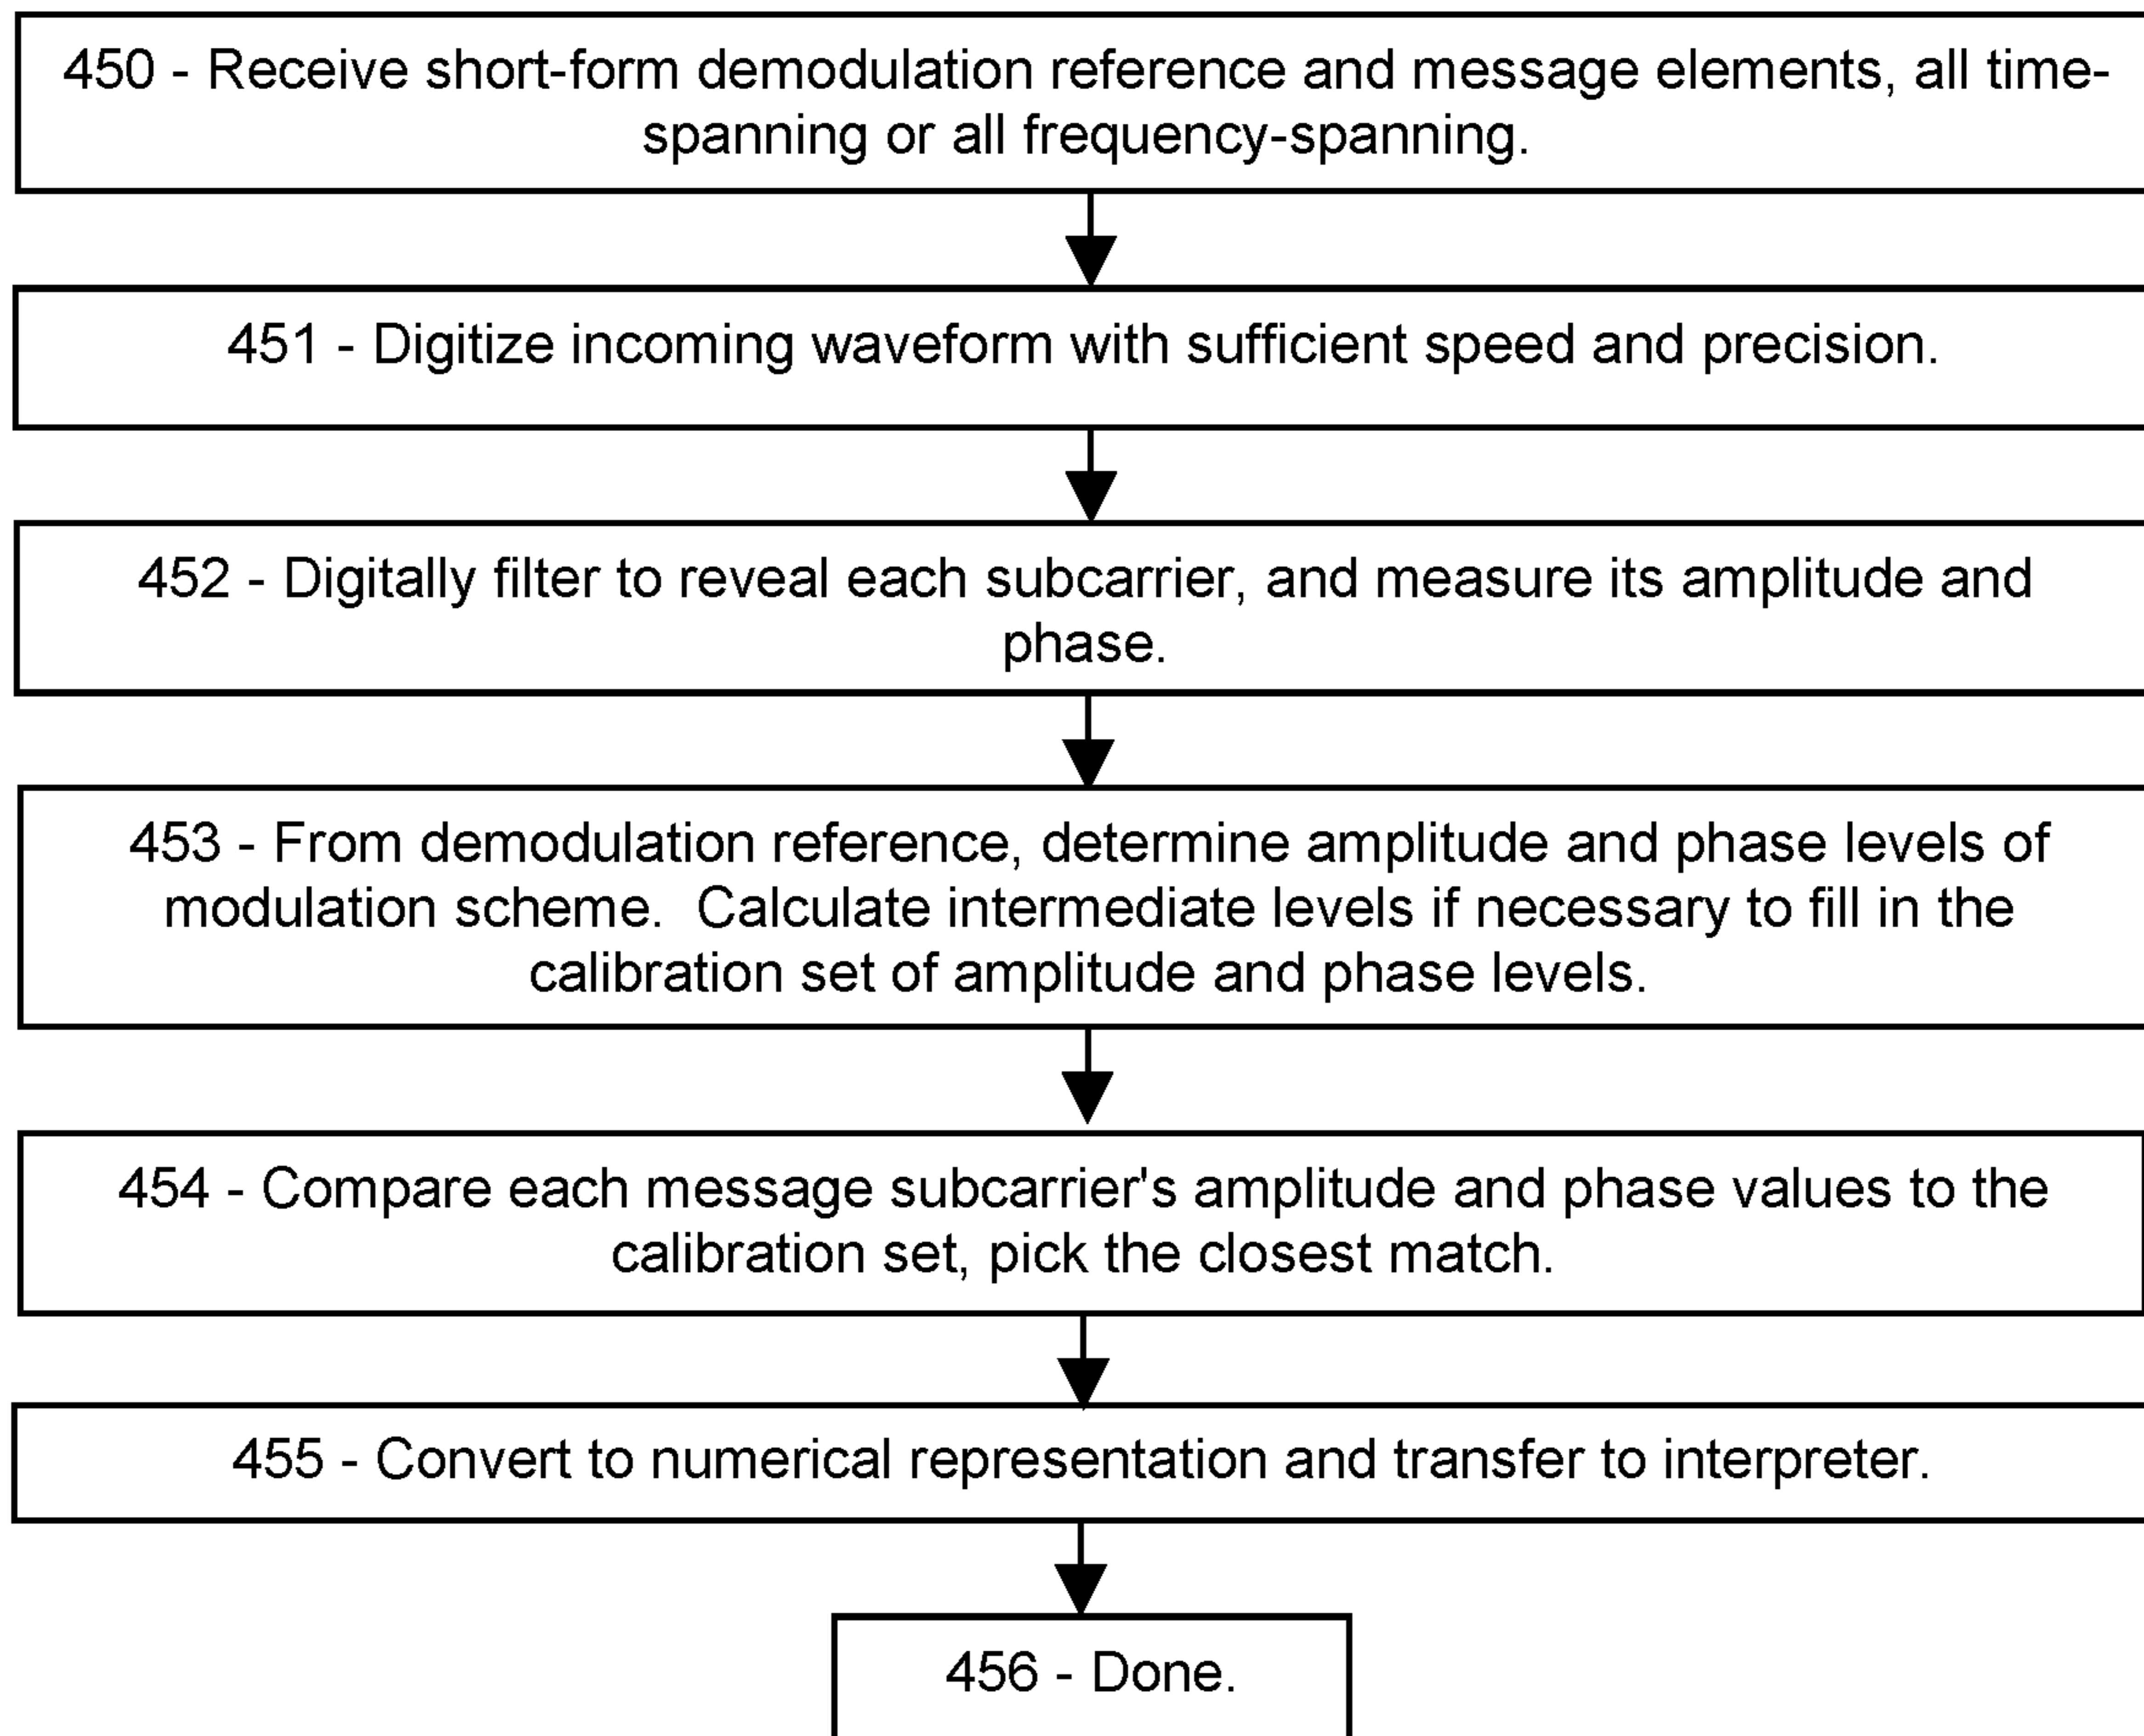 450 - Receive short-form demodulation reference and message elements, all time-
spanning or all frequency-spanning.
451 - Digitize incoming waveform with sufficient speed and precision.
452 - Digitally filter to reveal each subcarrier, and measure its amplitude and
phase.
453 - From demodulation reference, determine amplitude and phase levels of
modulation scheme.  Calculate intermediate levels if necessary to fill in the
calibration set of amplitude and phase levels.
454 - Compare each message subcarrier's amplitude and phase values to the
calibration set, pick the closest match.
455 - Convert to numerical representation and transfer to interpreter.
456 - Done.